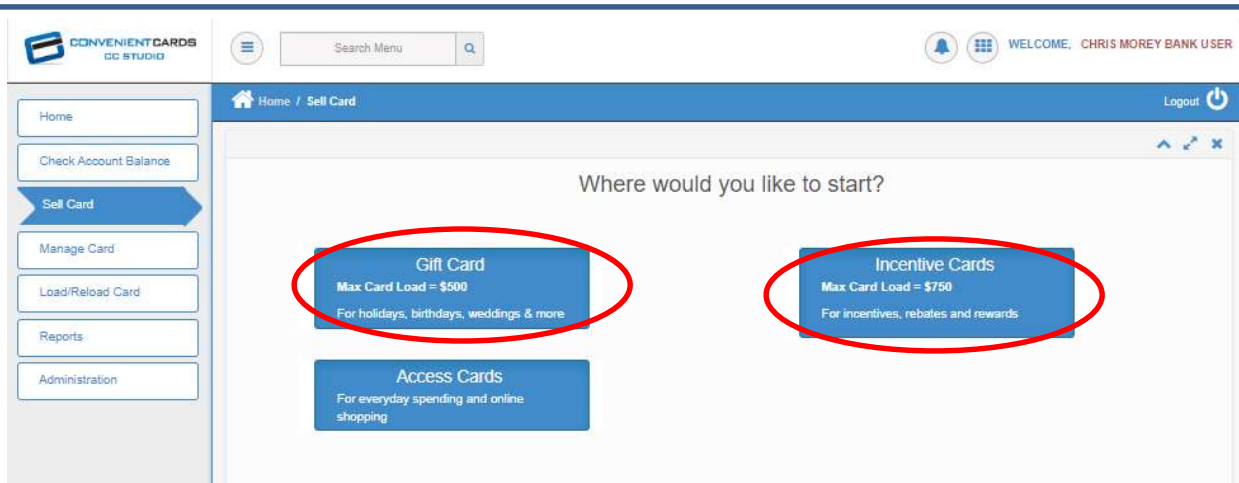 CONVENIENTCARDS
CC STUDIO
Search Menu
WELCOME, CHRIS MOREY BANK USER
Home / Sell Card
Logout
Home
Check Account Balance
Sell Card
Manage Card
Load/Reload Card
Reports
Administration
Where would you like to start?
Gift Card
Max Card Load = $500
For holidays, birthdays, weddings & more
Incentive Cards
Max Card Load = $750
For incentives, rebates and rewards
Access Cards
For everyday spending and online
shopping